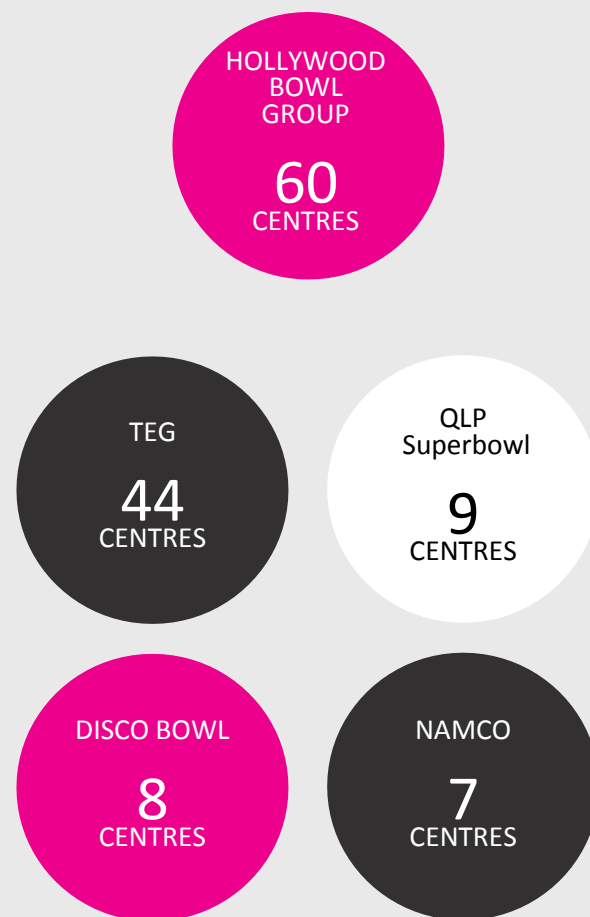 HOLLYWOOD
BOWL
GROUP
60
CENTRES
TEG
44
CENTRES
QLP
Superbowl
9
CENTRES
DISCO BOWL
8
CENTRES
NAMCO
7
CENTRES